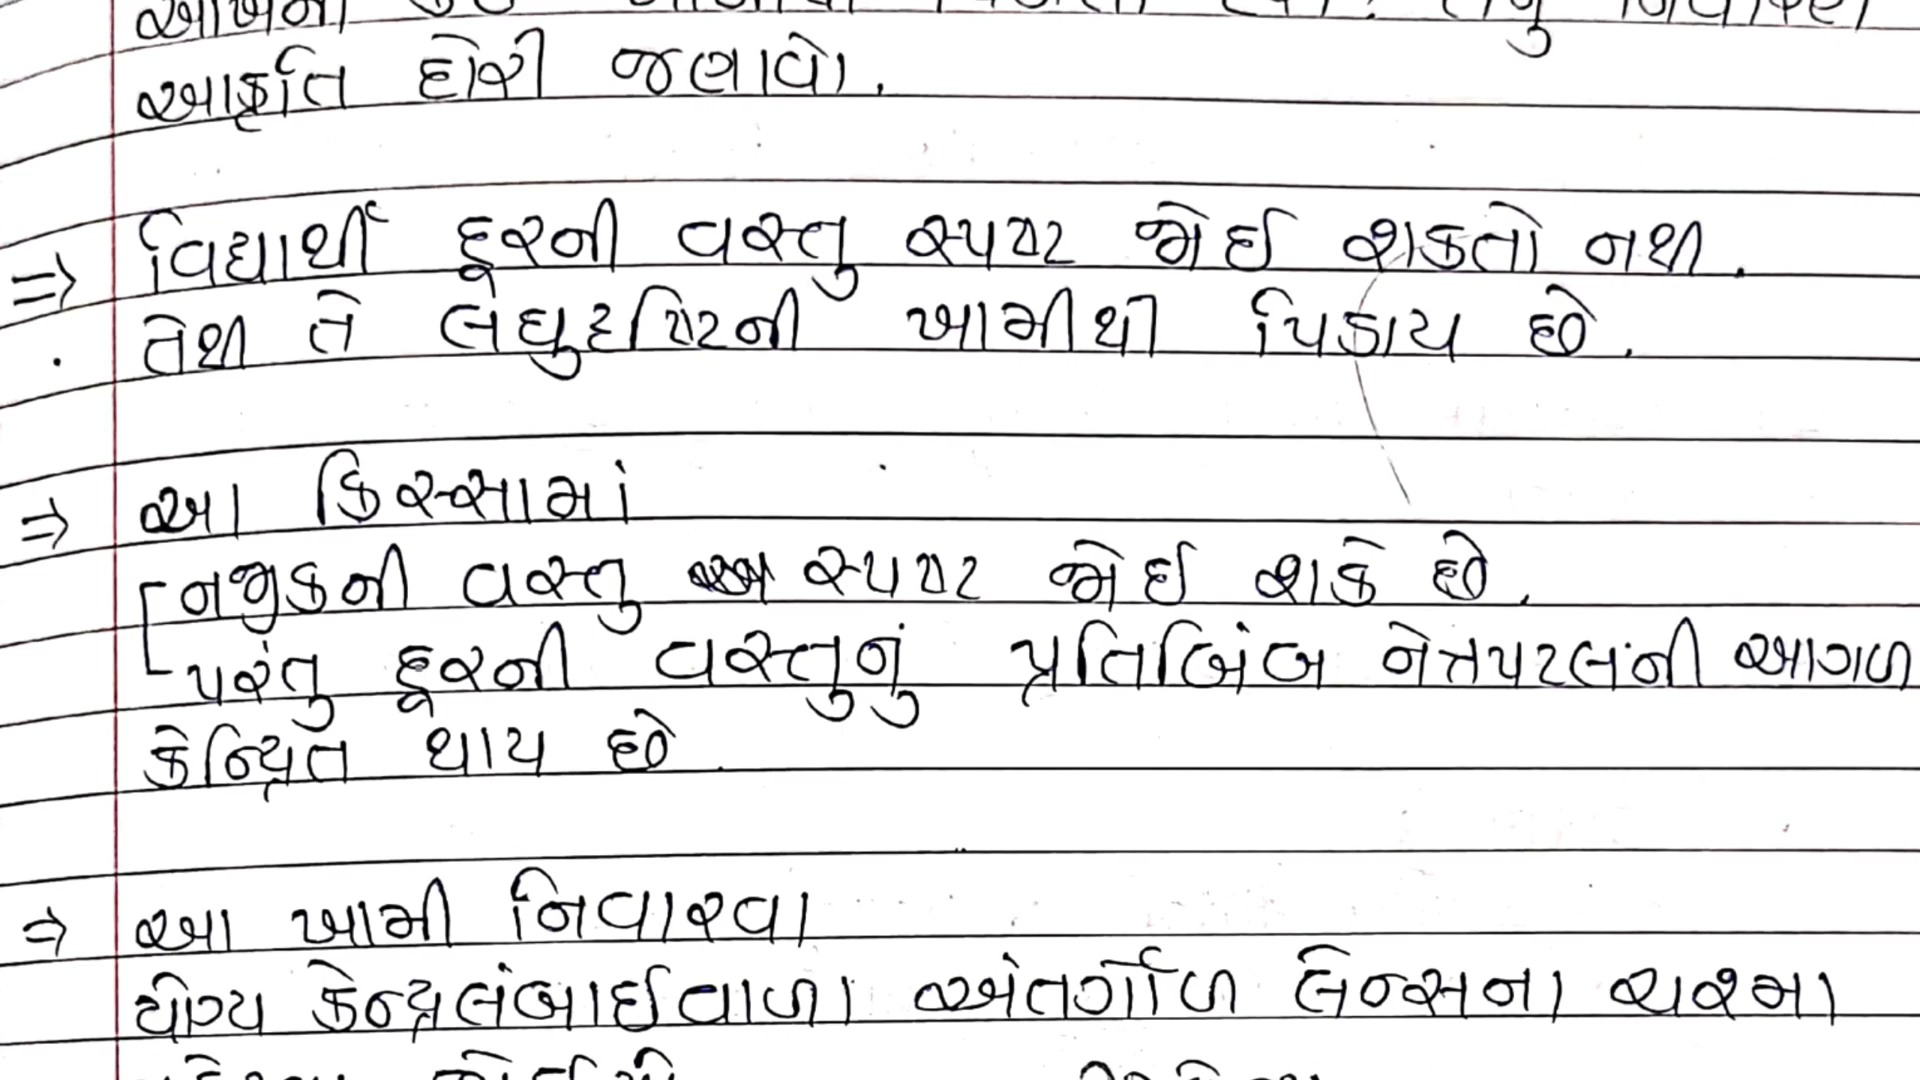 આકૃતિ દોરી જણાવો.
⇒ વિદ્યાર્થી દૂરની વસ્તુ સ્પષ્ટ જોઈ શકતો નથી.
તેથી તે લઘુદ્રષ્ટિની ખામીથી પિડાય છે.
⇒ આ કિસ્સામાં
નજીકની વસ્તુ સ્પષ્ટ જોઈ શકે છે.
પરંતુ દૂરની વસ્તુનું પ્રતિબિંબ નેત્રપટલની આગળ
કેન્દ્રિત થાય છે.
⇒ આ ખામી નિવારવા
યોગ્ય કેન્દ્રલંબાઈવાળા અંતર્ગોળ લેન્સના ચશ્મા